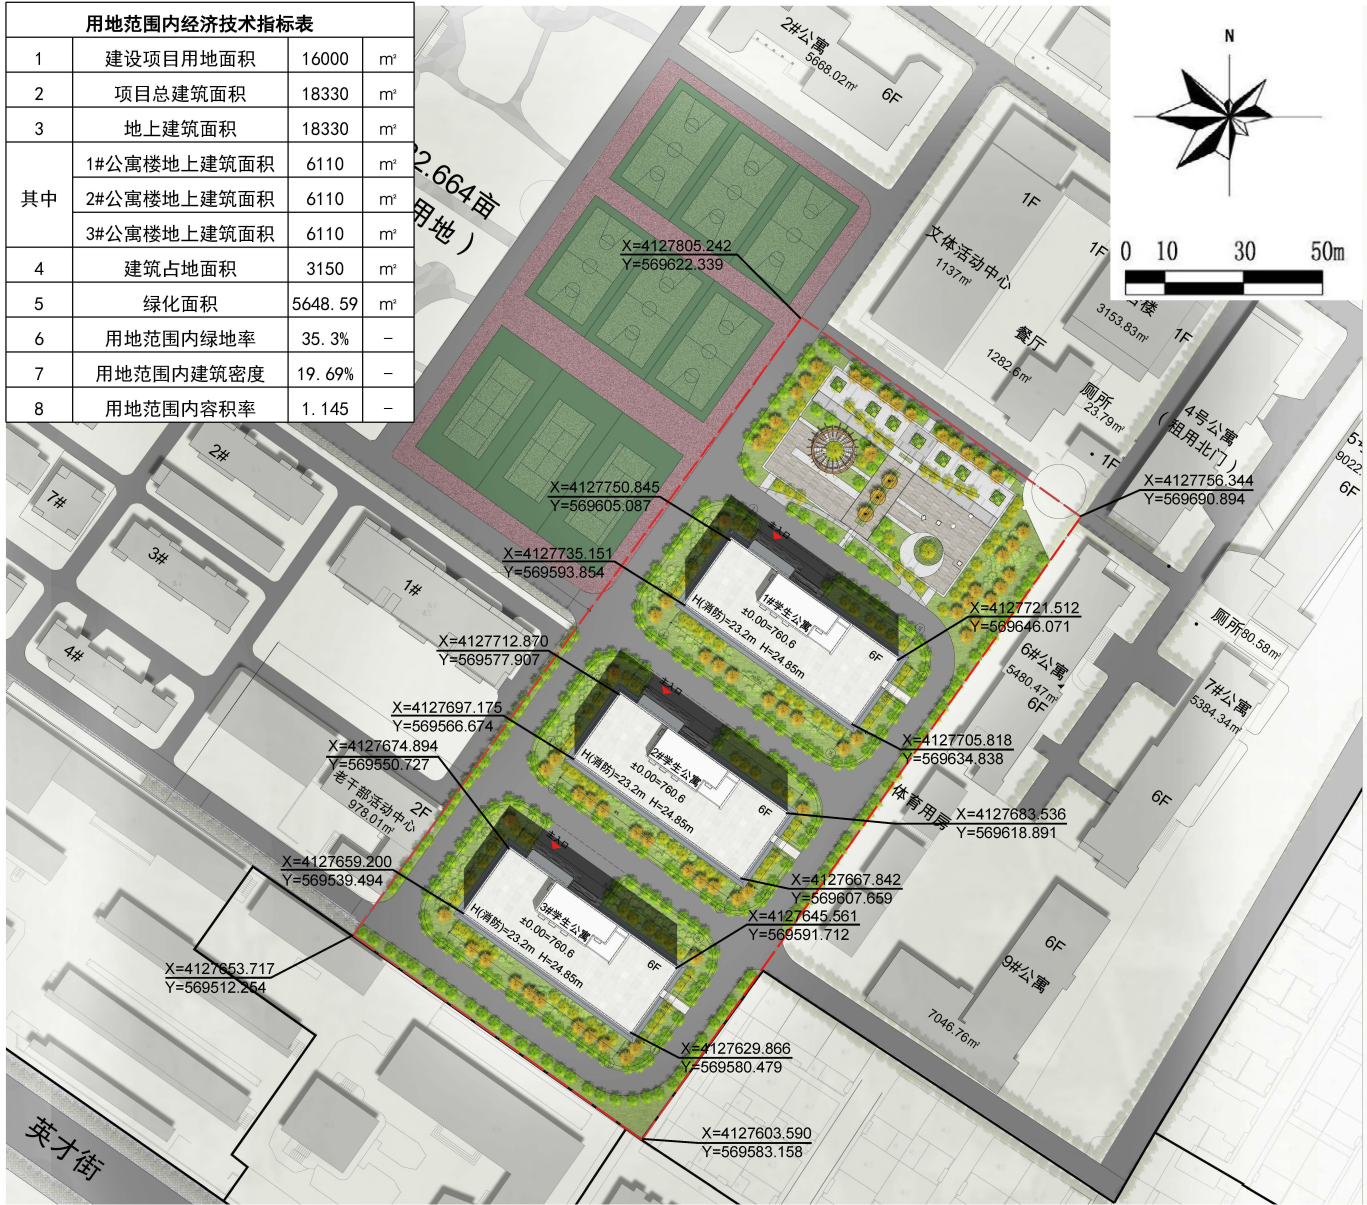 用地范围内经济技术指标表
1 建设项目用地面积 16000 ㎡
2 项目总建筑面积 18330 ㎡
3 地上建筑面积 18330 ㎡
其中
1#公寓楼地上建筑面积 6110 ㎡
2#公寓楼地上建筑面积 6110 ㎡
3#公寓楼地上建筑面积 6110 ㎡
4 建筑占地面积 3150 ㎡
5 绿化面积 5648.59 ㎡
6 用地范围内绿地率 35.3% -
7 用地范围内建筑密度 19.69% -
8 用地范围内容积率 1.145 -
N
0 10 30 50m
2#公寓
5668.02㎡
6F
2.664亩
用地）
1F
文体活动中心
1137㎡
1F
3153.83㎡
1F
餐厅
1282.6㎡
厕所
23.79㎡
1F
4号公寓
（租用北门）
9022.
6F
X=4127805.242
Y=569622.339
X=4127756.344
Y=569690.894
X=4127750.845
Y=569605.087
X=4127735.151
Y=569593.854
主入口
1#学生公寓
±0.00=760.6
H(消防)=23.2m H=24.85m
6F
X=4127721.512
Y=569646.071
X=4127705.818
Y=569634.838
2#
7#
3#
1#
4#
X=4127712.870
Y=569577.907
X=4127697.175
Y=569566.674
X=4127674.894
Y=569550.727
主入口
2#学生公寓
±0.00=760.6
H(消防)=23.2m H=24.85m
6F
X=4127683.536
Y=569618.891
X=4127667.842
Y=569607.659
6#公寓
5480.47㎡
6F
厕所80.58㎡
7#公寓
5384.34㎡
6F
体育用房
老干部活动中心
978.01㎡
2F
X=4127659.200
Y=569539.494
主入口
3#学生公寓
±0.00=760.6
H(消防)=23.2m H=24.85m
6F
X=4127645.561
Y=569591.712
X=4127629.866
Y=569580.479
X=4127653.717
Y=569512.254
X=4127603.590
Y=569583.158
6F
9#公寓
7046.76㎡
英才街